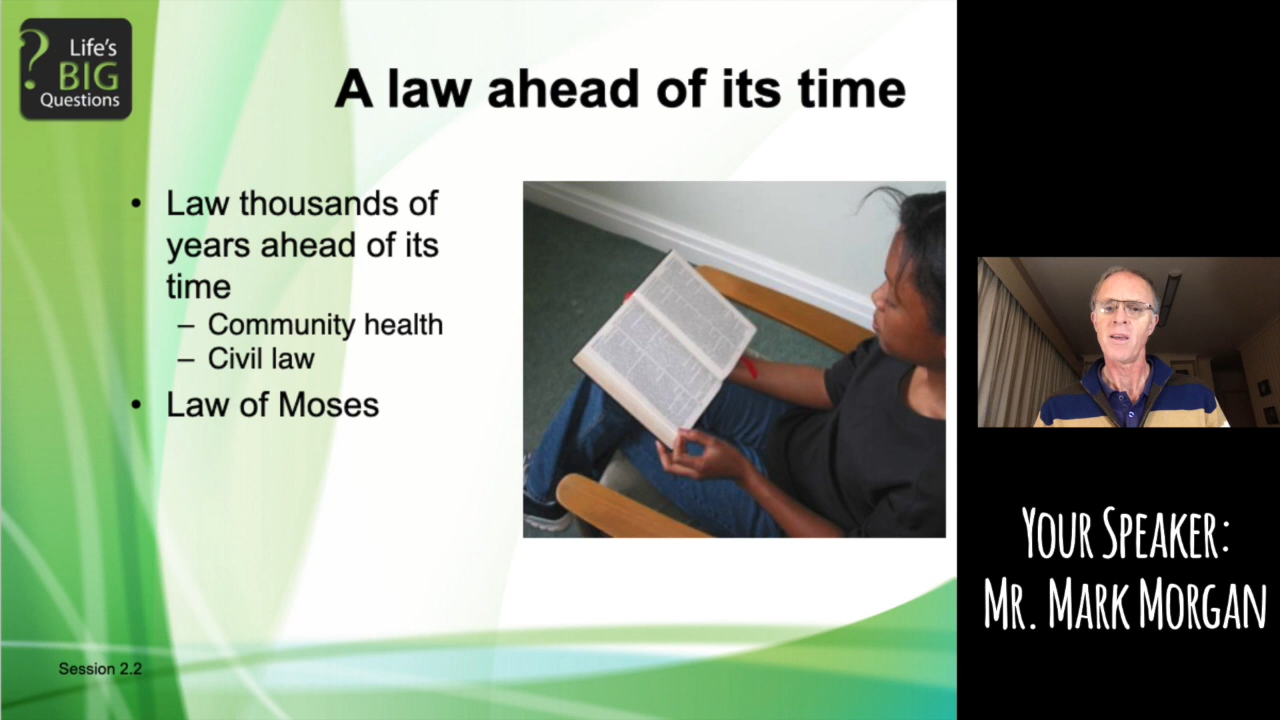 ? Life's
BIG
Questions
A law ahead of its time
• Law thousands of
years ahead of its
time
– Community health
– Civil law
• Law of Moses
Session 2.2
Your Speaker:
Mr. Mark Morgan